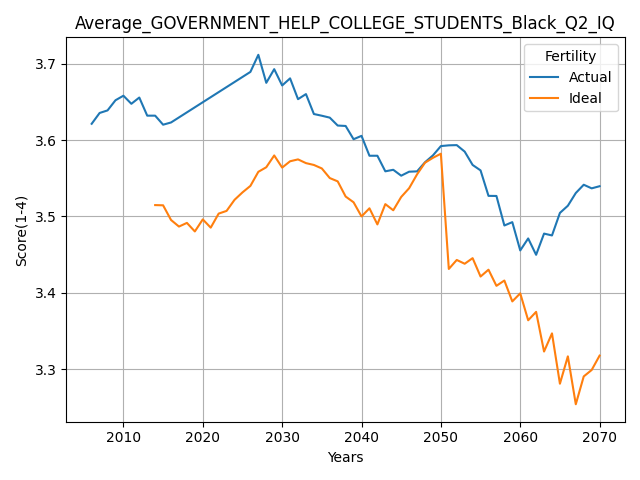 Average_GOVERNMENT_HELP_COLLEGE_STUDENTS_Black_Q2_IQ
Fertility
Actual
Ideal
Score(1-4)
3.7
3.6
3.5
3.4
3.3
2010 2020 2030 2040 2050 2060 2070
Years